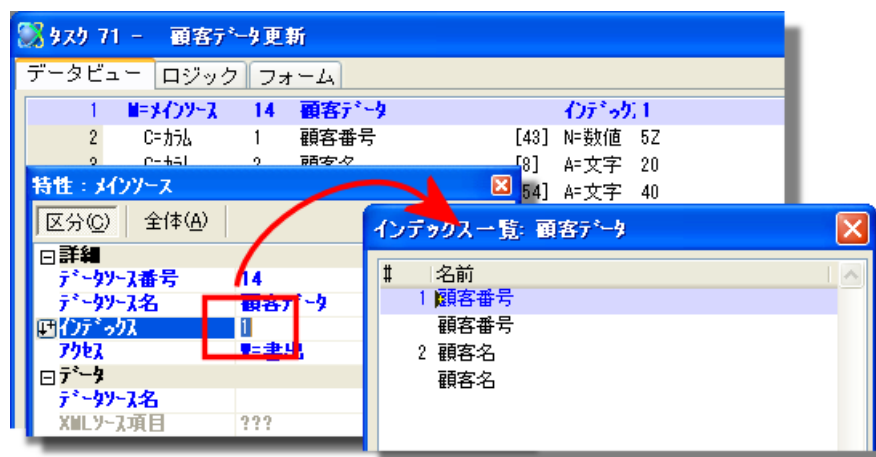 タスク 71 - 顧客データ更新
データビュー ロジック フォーム
1 M=メインソース 14 顧客データ インデックス: 1
2 C=カラム 1 顧客番号 [43] N=数値 5Z
3 C=カラム 2 顧客名 [8] A=文字 20
[54] A=文字 40
特性 : メインソース
区分(C) 全体(A)
詳細
データソース番号 14
データソース名 顧客データ
インデックス 1
アクセス W=書出
データ
データソース名
XMLソース項目 ???
インデックス一覧: 顧客データ
# 名前
1 顧客番号
顧客番号
2 顧客名
顧客名